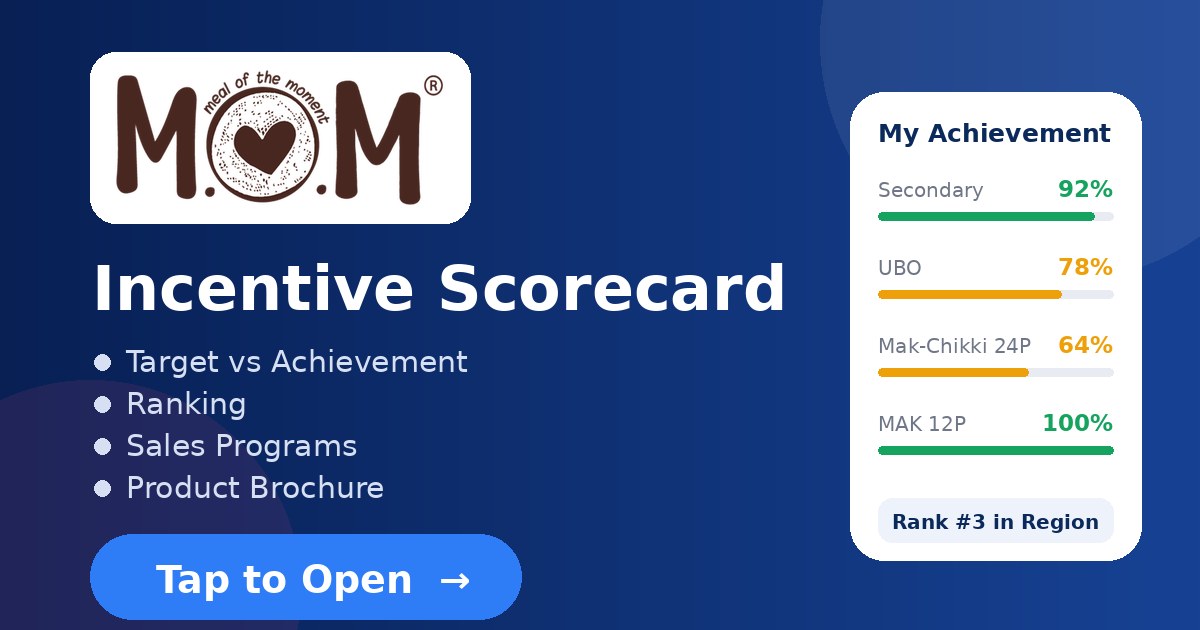 M.O.M
meal of the moment
®
Incentive Scorecard
Target vs Achievement
Ranking
Sales Programs
Product Brochure
Tap to Open →
My Achievement
Secondary 92%
UBO 78%
Mak-Chikki 24P 64%
MAK 12P 100%
Rank #3 in Region